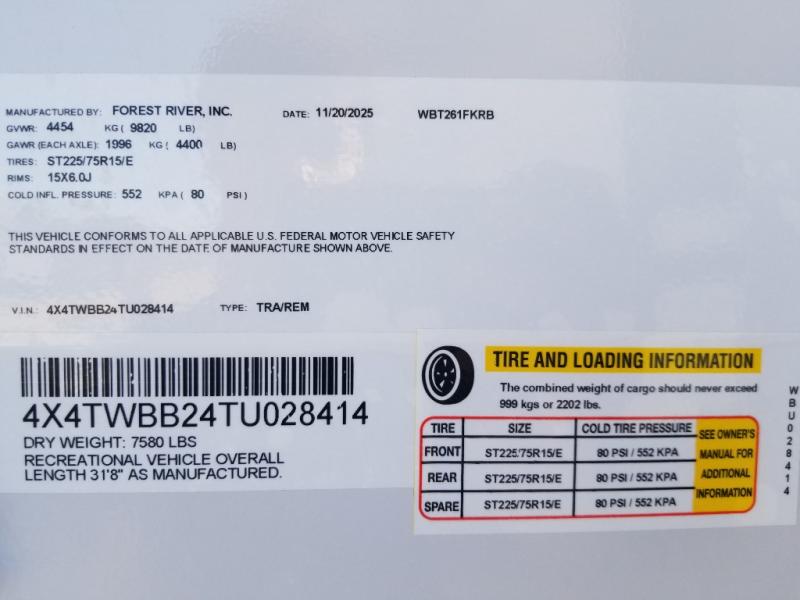 MANUFACTURED BY: FOREST RIVER, INC. DATE: 11/20/2025 WBT261FKRB
GVWR: 4454 KG ( 9820 LB)
GAWR (EACH AXLE): 1996 KG ( 4400 LB)
TIRES: ST225/75R15/E
RIMS: 15X6.0J
COLD INFL. PRESSURE: 552 KPA ( 80 PSI )
THIS VEHICLE CONFORMS TO ALL APPLICABLE U.S. FEDERAL MOTOR VEHICLE SAFETY
STANDARDS IN EFFECT ON THE DATE OF MANUFACTURE SHOWN ABOVE.
V.I.N.: 4X4TWBB24TU028414 TYPE: TRA/REM
4X4TWBB24TU028414
DRY WEIGHT: 7580 LBS
RECREATIONAL VEHICLE OVERALL
LENGTH 31'8" AS MANUFACTURED.
TIRE AND LOADING INFORMATION
The combined weight of cargo should never exceed
999 kgs or 2202 lbs.
TIRE SIZE COLD TIRE PRESSURE
FRONT ST225/75R15/E 80 PSI / 552 KPA
REAR ST225/75R15/E 80 PSI / 552 KPA
SPARE ST225/75R15/E 80 PSI / 552 KPA
SEE OWNER'S
MANUAL FOR
ADDITIONAL
INFORMATION
WBU028414